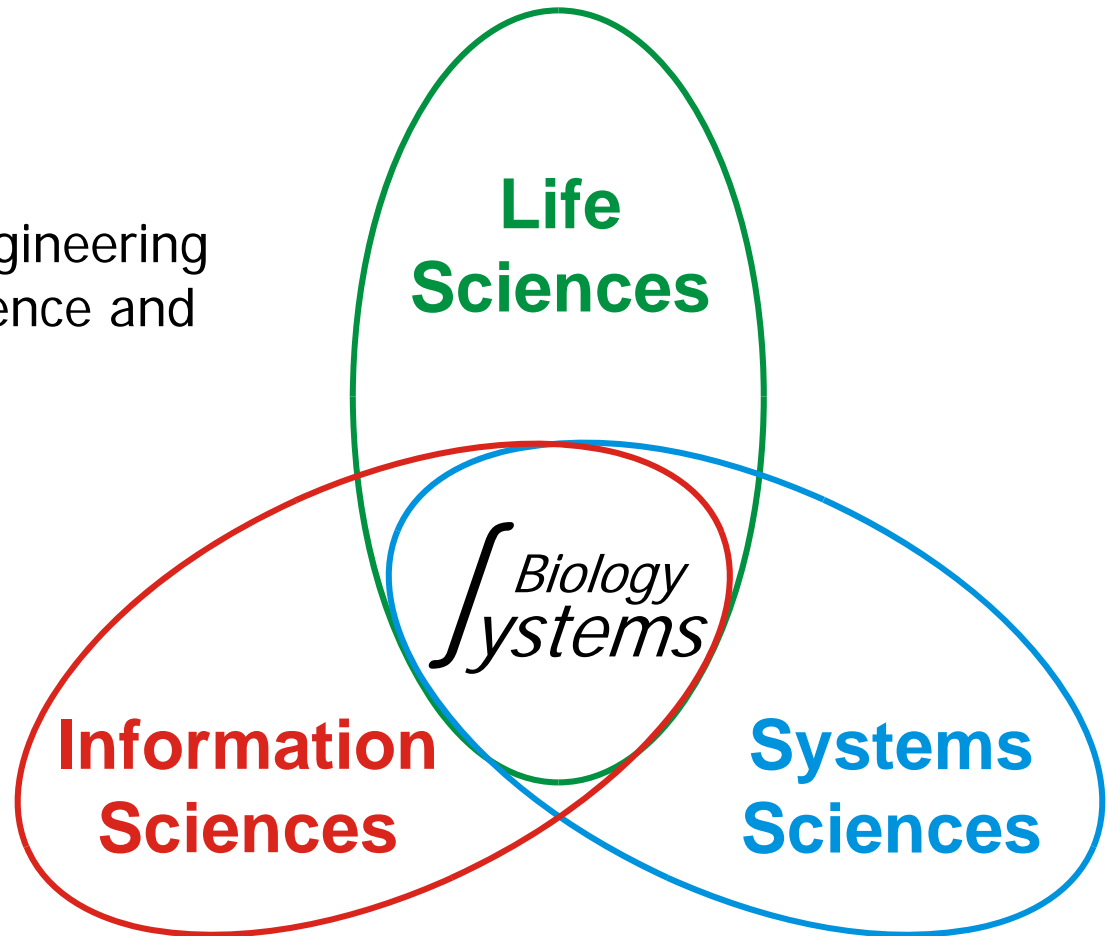 Life
Sciences
gineering
ence and
∫ Biology
ystems
Information
Sciences
Systems
Sciences